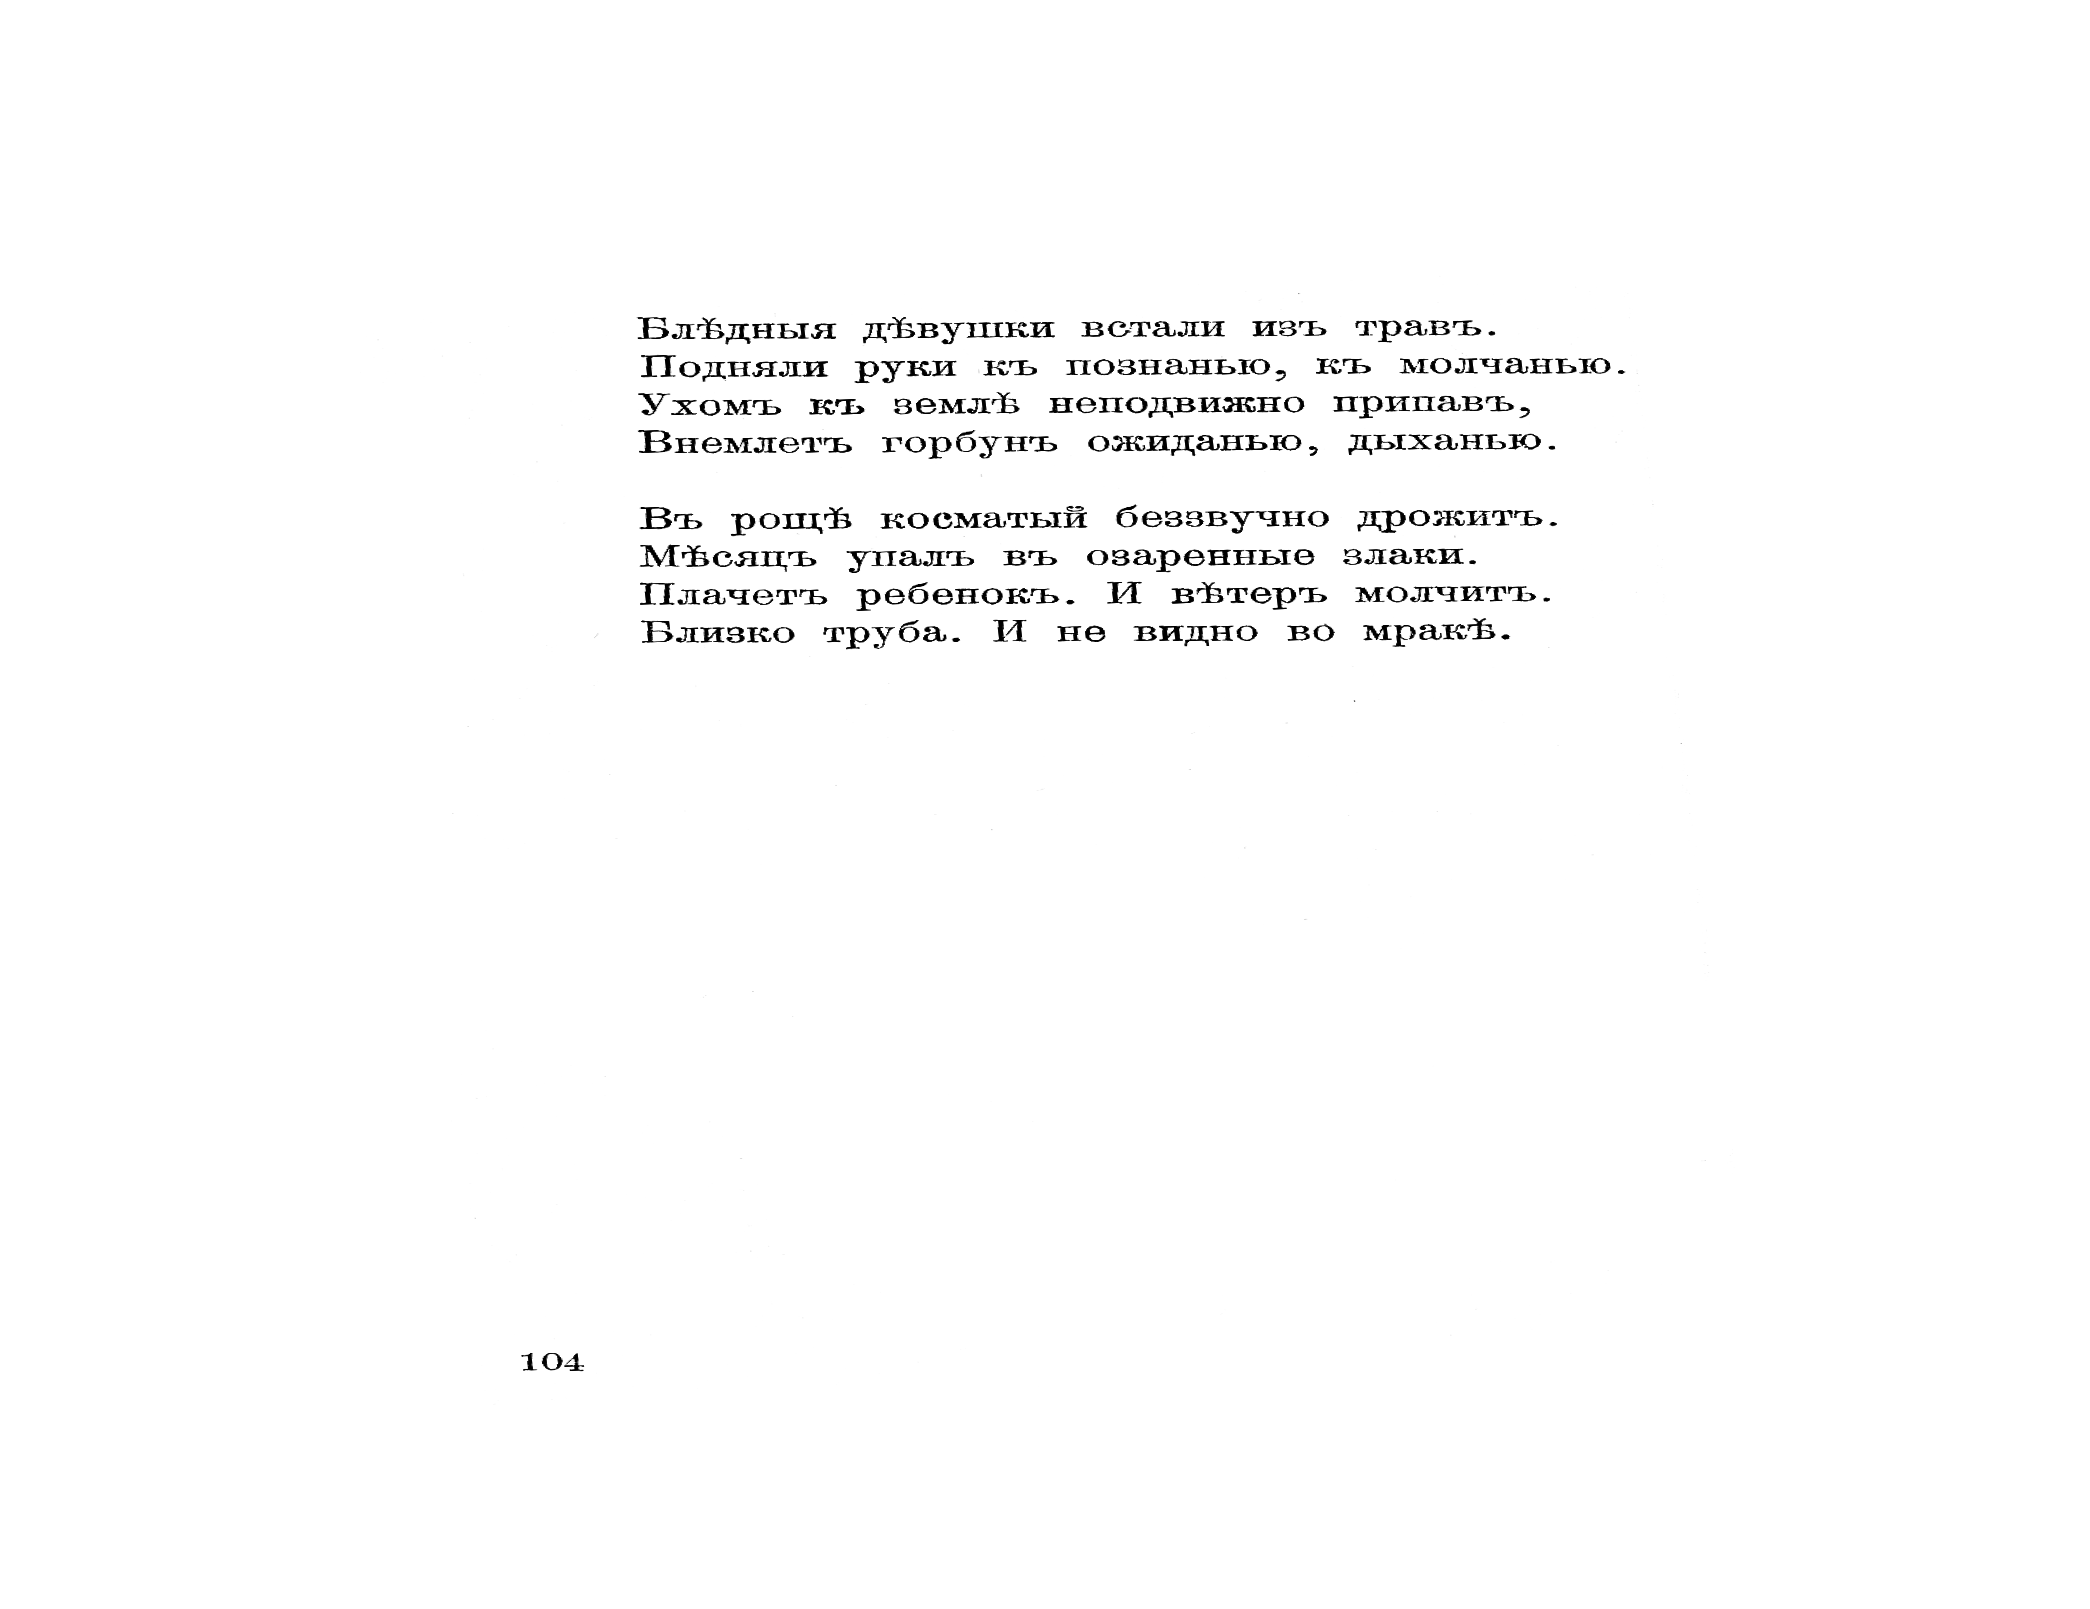 Блѣдныя дѣвушки встали изъ травъ.
Подняли руки къ познанью, къ молчанью.
Ухомъ къ землѣ неподвижно припавъ,
Внемлетъ горбунъ ожиданью, дыханью.
Въ рощѣ косматый беззвучно дрожитъ.
Мѣсяцъ упалъ въ озаренные злаки.
Плачетъ ребенокъ. И вѣтеръ молчитъ.
Близко труба. И не видно во мракѣ.
104